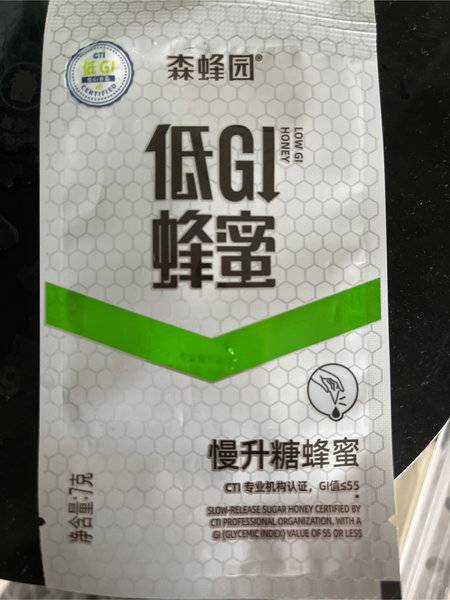 森蜂园®
CTI
低GI
CERTIFIED
低GI
蜂蜜
LOW GI
HONEY
慢升糖蜂蜜
CTI 专业机构认证，GI值≤55
SLOW-RELEASE SUGAR HONEY CERTIFIED BY
CTI PROFESSIONAL ORGANIZATION, WITH A
GI (GLYCEMIC INDEX) VALUE OF 55 OR LESS
净含量:7克